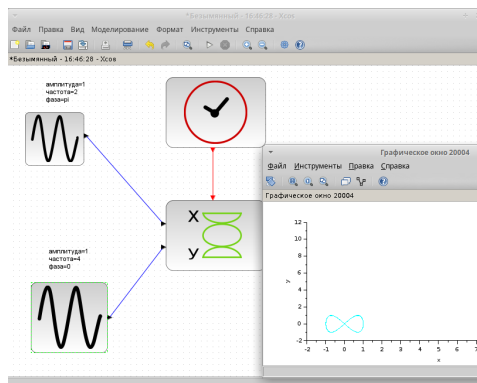 *Безымянный - 16:46:28 - Xcos
Файл Правка Вид Моделирование Формат Инструменты Справка
*Безымянный - 16:46:28 - Xcos
амплитуда=1
частота=2
фаза=pi
X
У
амплитуда=1
частота=4
фаза=0
Графическое окно 20004
Файл Инструменты Правка Справка
Графическое окно 20004
12
10
8
6
4
2
0
-2
y
-2 -1 0 1 2 3 4 5 6 7
x